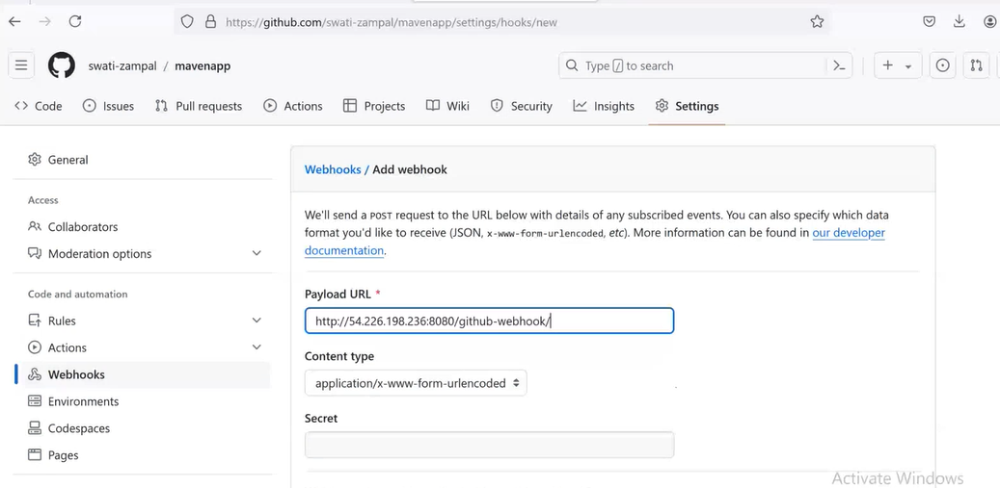 https://github.com/swati-zampal/mavenapp/settings/hooks/new
swati-zampal / mavenapp
Type / to search
Code Issues Pull requests Actions Projects Wiki Security Insights Settings
General
Access
Collaborators
Moderation options
Code and automation
Rules
Actions
Webhooks
Environments
Codespaces
Pages
Webhooks / Add webhook
We'll send a POST request to the URL below with details of any subscribed events. You can also specify which data
format you'd like to receive (JSON, x-www-form-urlencoded, etc). More information can be found in our developer
documentation.
Payload URL *
http://54.226.198.236:8080/github-webhook/
Content type
application/x-www-form-urlencoded
Secret
Activate Windows